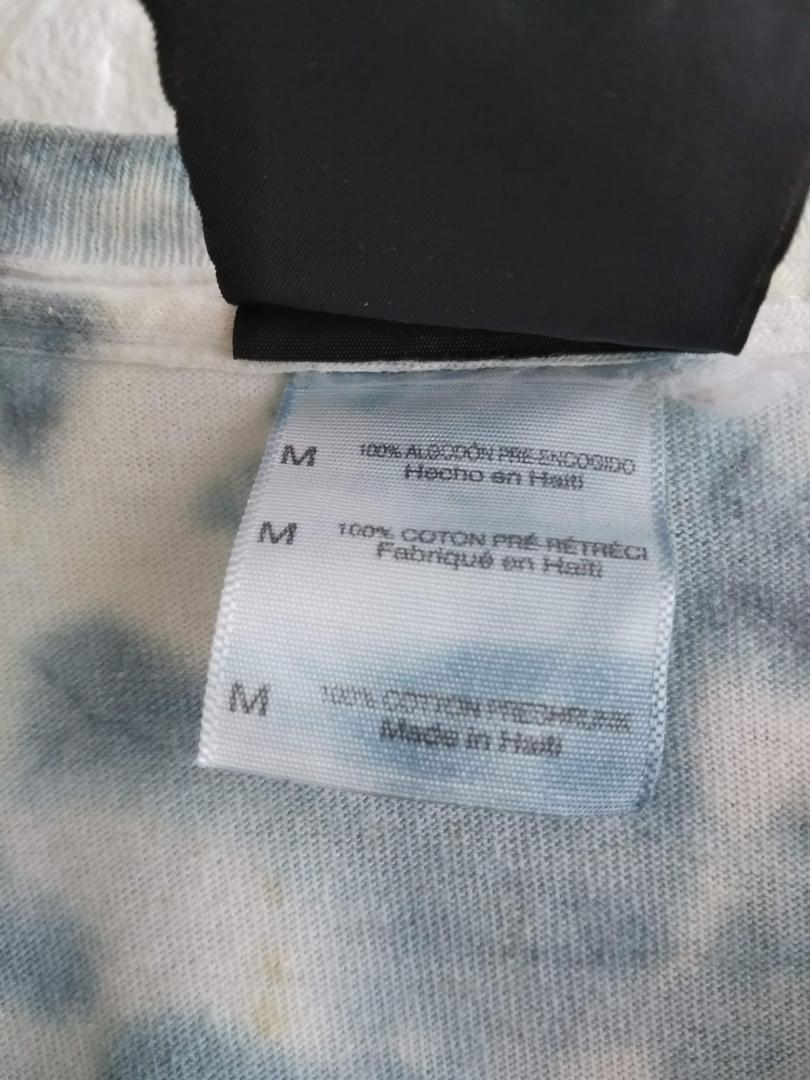 M 100% ALGODÓN PRE-ENCOGIDO
Hecho en Haití
M 100% COTON PRÉ-RÉTRÉCI
Fabriqué en Haïti
M 100% COTTON PRESHRUNK
Made in Haiti